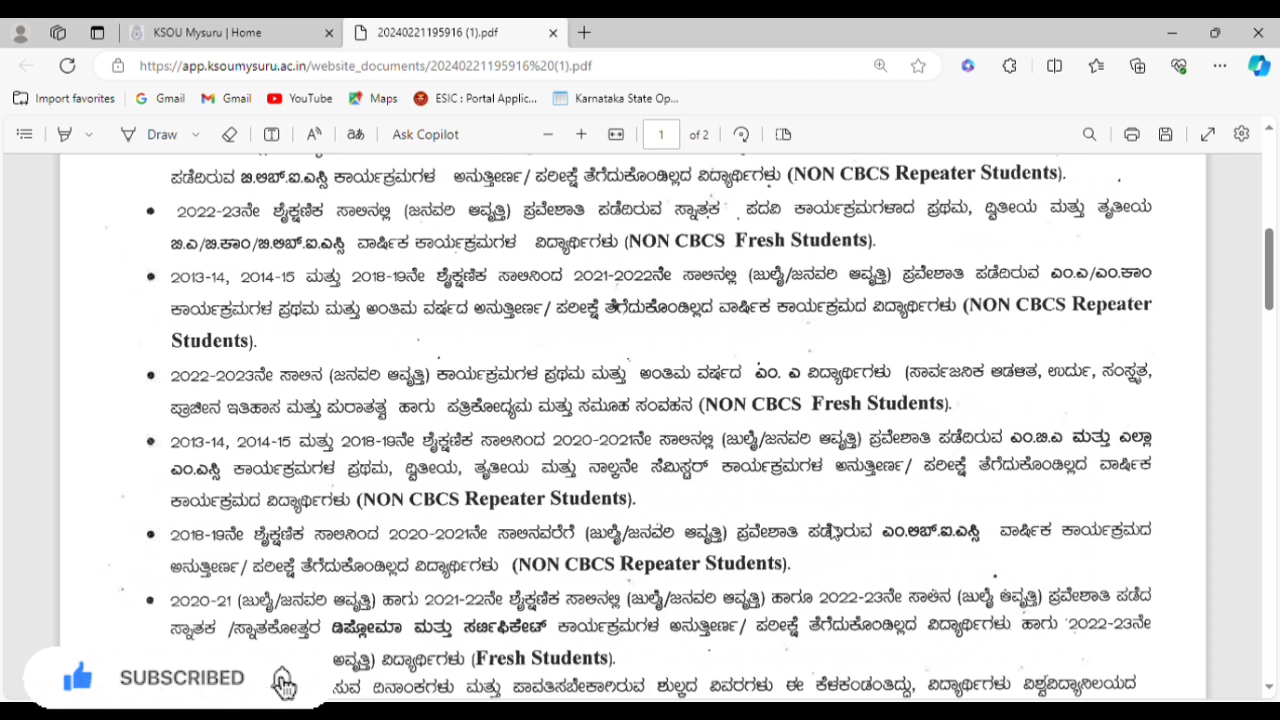 KSOU Mysuru | Home
20240221195916 (1).pdf
https://app.ksoumysuru.ac.in/website_documents/20240221195916%20(1).pdf
Import favorites Gmail Gmail YouTube Maps ESIC : Portal Applic... Karnataka State Op...
Draw Ask Copilot 1 of 2
ಪಡೆದಿರುವ ಬಿ.ಲಿಬ್.ಐ.ಎಸ್ಸಿ ಕಾರ್ಯಕ್ರಮಗಳ ಅನುತ್ತೀರ್ಣ/ ಪರೀಕ್ಷೆ ತೆಗೆದುಕೊಂಡಿಲ್ಲದ ವಿದ್ಯಾರ್ಥಿಗಳು (NON CBCS Repeater Students).
• 2022-23ನೇ ಶೈಕ್ಷಣಿಕ ಸಾಲಿನಲ್ಲಿ (ಜನವರಿ ಆವೃತ್ತಿ) ಪ್ರವೇಶಾತಿ ಪಡೆದಿರುವ ಸ್ನಾತಕ ಪದವಿ ಕಾರ್ಯಕ್ರಮಗಳಾದ ಪ್ರಥಮ, ದ್ವಿತೀಯ ಮತ್ತು ತೃತೀಯ
ಬಿ.ಎ/ಬಿ.ಕಾಂ/ಬಿ.ಲಿಬ್.ಐ.ಎಸ್ಸಿ ವಾರ್ಷಿಕ ಕಾರ್ಯಕ್ರಮಗಳ ವಿದ್ಯಾರ್ಥಿಗಳು (NON CBCS Fresh Students).
• 2013-14, 2014-15 ಮತ್ತು 2018-19ನೇ ಶೈಕ್ಷಣಿಕ ಸಾಲಿನಿಂದ 2021-2022ನೇ ಸಾಲಿನಲ್ಲಿ (ಜುಲೈ/ಜನವರಿ ಆವೃತ್ತಿ) ಪ್ರವೇಶಾತಿ ಪಡೆದಿರುವ ಎಂ.ಎ/ಎಂ.ಕಾಂ
ಕಾರ್ಯಕ್ರಮಗಳ ಪ್ರಥಮ ಮತ್ತು ಅಂತಿಮ ವರ್ಷದ ಅನುತ್ತೀರ್ಣ/ ಪರೀಕ್ಷೆ ತೆಗೆದುಕೊಂಡಿಲ್ಲದ ವಾರ್ಷಿಕ ಕಾರ್ಯಕ್ರಮದ ವಿದ್ಯಾರ್ಥಿಗಳು (NON CBCS Repeater
Students).
• 2022-2023ನೇ ಸಾಲಿನ (ಜನವರಿ ಆವೃತ್ತಿ) ಕಾರ್ಯಕ್ರಮಗಳ ಪ್ರಥಮ ಮತ್ತು ಅಂತಿಮ ವರ್ಷದ ಎಂ. ಎ ವಿದ್ಯಾರ್ಥಿಗಳು (ಸಾರ್ವಜನಿಕ ಆಡಳಿತ, ಉರ್ದು, ಸಂಸ್ಕೃತ,
ಪ್ರಾಚೀನ ಇತಿಹಾಸ ಮತ್ತು ಪುರಾತತ್ವ ಹಾಗು ಪತ್ರಿಕೋದ್ಯಮ ಮತ್ತು ಸಮೂಹ ಸಂವಹನ (NON CBCS Fresh Students).
• 2013-14, 2014-15 ಮತ್ತು 2018-19ನೇ ಶೈಕ್ಷಣಿಕ ಸಾಲಿನಿಂದ 2020-2021ನೇ ಸಾಲಿನಲ್ಲಿ (ಜುಲೈ/ಜನವರಿ ಆವೃತ್ತಿ) ಪ್ರವೇಶಾತಿ ಪಡೆದಿರುವ ಎಂ.ಬಿ.ಎ ಮತ್ತು ಎಲ್ಲಾ
ಎಂ.ಎಸ್ಸಿ ಕಾರ್ಯಕ್ರಮಗಳ ಪ್ರಥಮ, ದ್ವಿತೀಯ, ತೃತೀಯ ಮತ್ತು ನಾಲ್ಕನೇ ಸೆಮಿಸ್ಟರ್ ಕಾರ್ಯಕ್ರಮಗಳ ಅನುತ್ತೀರ್ಣ/ ಪರೀಕ್ಷೆ ತೆಗೆದುಕೊಂಡಿಲ್ಲದ ವಾರ್ಷಿಕ
ಕಾರ್ಯಕ್ರಮದ ವಿದ್ಯಾರ್ಥಿಗಳು (NON CBCS Repeater Students).
• 2018-19ನೇ ಶೈಕ್ಷಣಿಕ ಸಾಲಿನಿಂದ 2020-2021ನೇ ಸಾಲಿನವರೆಗೆ (ಜುಲೈ/ಜನವರಿ ಆವೃತ್ತಿ) ಪ್ರವೇಶಾತಿ ಎಂ.ಲಿಬ್.ಐ.ಎಸ್ಸಿ ವಾರ್ಷಿಕ ಕಾರ್ಯಕ್ರಮದ
ಅನುತ್ತೀರ್ಣ/ ಪರೀಕ್ಷೆ ತೆಗೆದುಕೊಂಡಿಲ್ಲದ ವಿದ್ಯಾರ್ಥಿಗಳು (NON CBCS Repeater Students).
• 2020-21 (ಜುಲೈ/ಜನವರಿ ಆವೃತ್ತಿ) ಹಾಗು 2021-22ನೇ ಶೈಕ್ಷಣಿಕ ಸಾಲಿನಲ್ಲಿ (ಜುಲೈ/ಜನವರಿ ಆವೃತ್ತಿ) ಹಾಗೂ 2022-23ನೇ ಸಾಲಿನ (ಜುಲೈ ಆವೃತ್ತಿ) ಪ್ರವೇಶಾತಿ ಪಡೆದ
ಸ್ನಾತಕ /ಸ್ನಾತಕೋತ್ತರ ಡಿಪ್ಲೋಮಾ ಮತ್ತು ಸರ್ಟಿಫಿಕೇಟ್ ಕಾರ್ಯಕ್ರಮಗಳ ಅನುತ್ತೀರ್ಣ/ ಪರೀಕ್ಷೆ ತೆಗೆದುಕೊಂಡಿಲ್ಲದ ವಿದ್ಯಾರ್ಥಿಗಳು ಹಾಗು 2022-23ನೇ
ಆವೃತ್ತಿ) ವಿದ್ಯಾರ್ಥಿಗಳು (Fresh Students).
SUBSCRIBED
ಸುವ ದಿನಾಂಕಗಳು ಮತ್ತು ಪಾವತಿಸಬೇಕಾಗಿರುವ ಶುಲ್ಕದ ವಿವರಗಳು ಈ ಕೆಳಕಂಡಂತಿದ್ದು, ವಿದ್ಯಾರ್ಥಿಗಳು ವಿಶ್ವವಿದ್ಯಾನಿಲಯದ